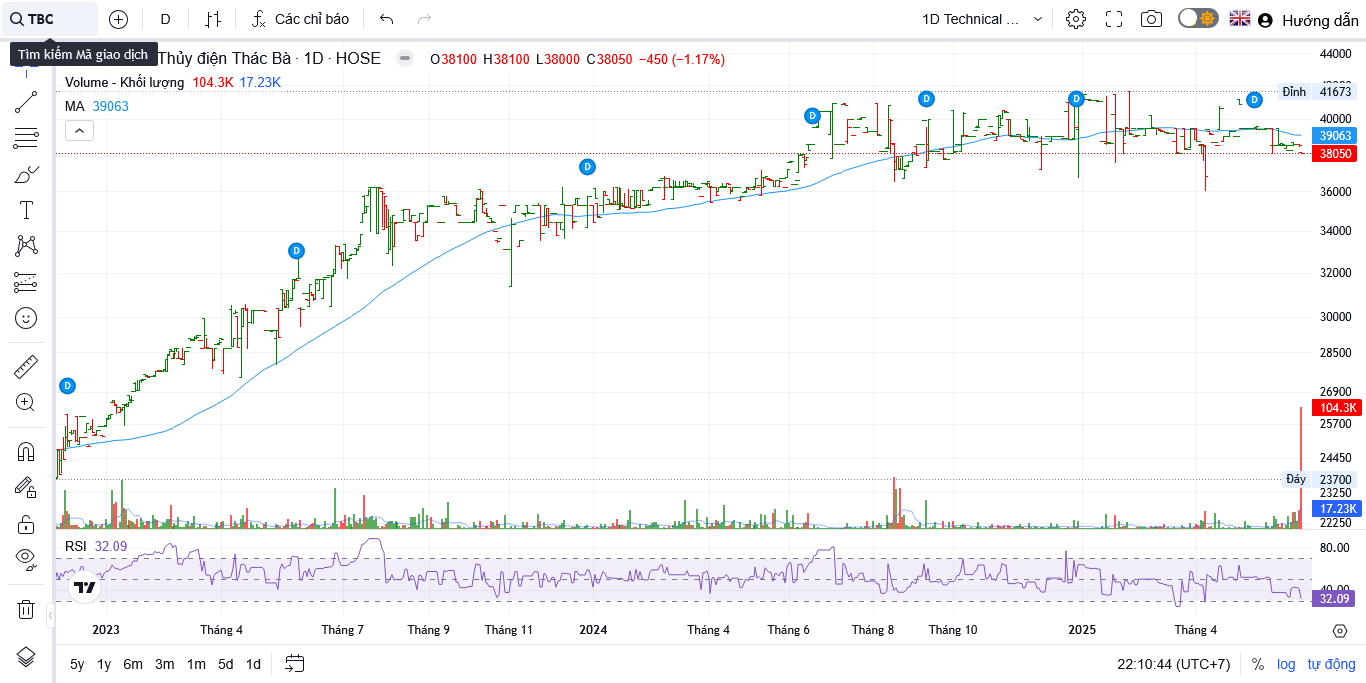 TBC D Các chỉ báo 1D Technical ... Hướng dẫn
Tìm kiếm Mã giao dịch
Thủy điện Thác Bà · 1D · HOSE O38100 H38100 L38000 C38050 −450 (−1.17%)
Volume - Khối lượng 104.3K 17.23K
MA 39063
44000
Đỉnh 41673
40000
39063
38050
36000
34000
32000
30000
28500
26900
104.3K
25700
24450
Đáy 23700
23250
17.23K
22250
D
D
D
D
D
D
D
RSI 32.09
80.00
40.00
32.09
2023 Tháng 4 Tháng 7 Tháng 9 Tháng 11 2024 Tháng 4 Tháng 6 Tháng 8 Tháng 10 2025 Tháng 4
5y 1y 6m 3m 1m 5d 1d 22:10:44 (UTC+7) % log tự động